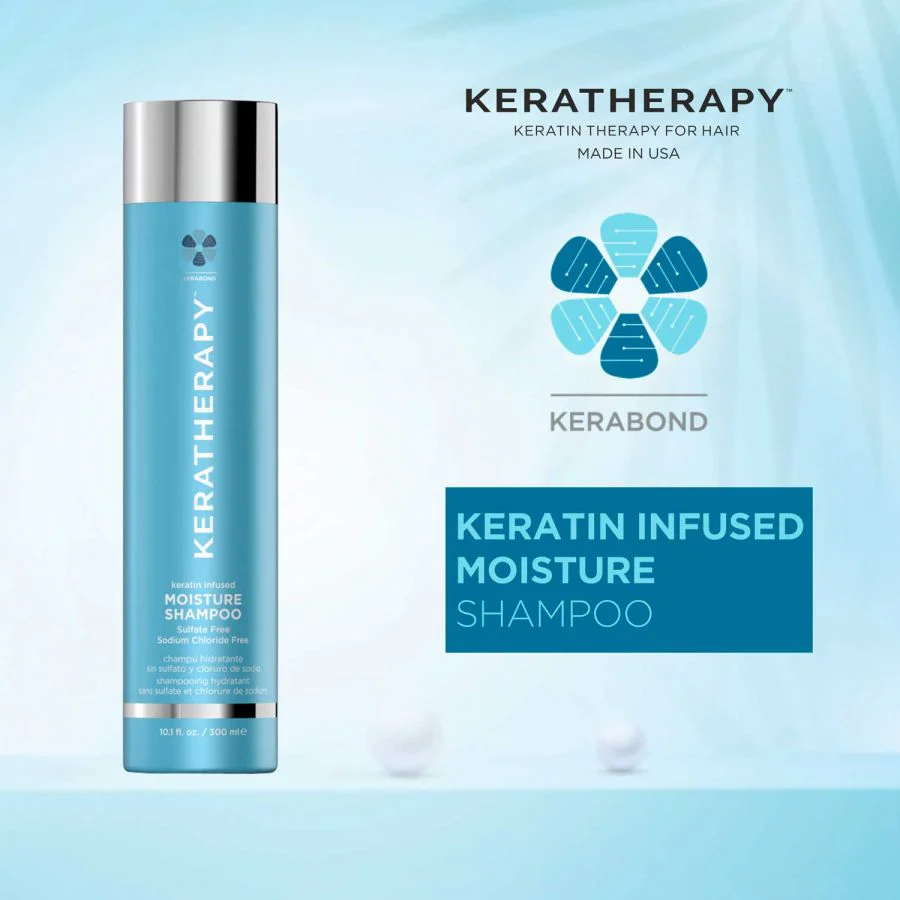 KERATHERAPY™
KERATIN THERAPY FOR HAIR
MADE IN USA
KERABOND
KERATIN INFUSED
MOISTURE
SHAMPOO
KERABOND
KERATHERAPY™
keratin infused
MOISTURE
SHAMPOO
Sulfate Free
Sodium Chloride Free
champú hidratante
sin sulfato y cloruro de sodio
shampooing hydratant
sans sulfate et chlorure de sodium
10,1 fl. oz. / 300 ml℮